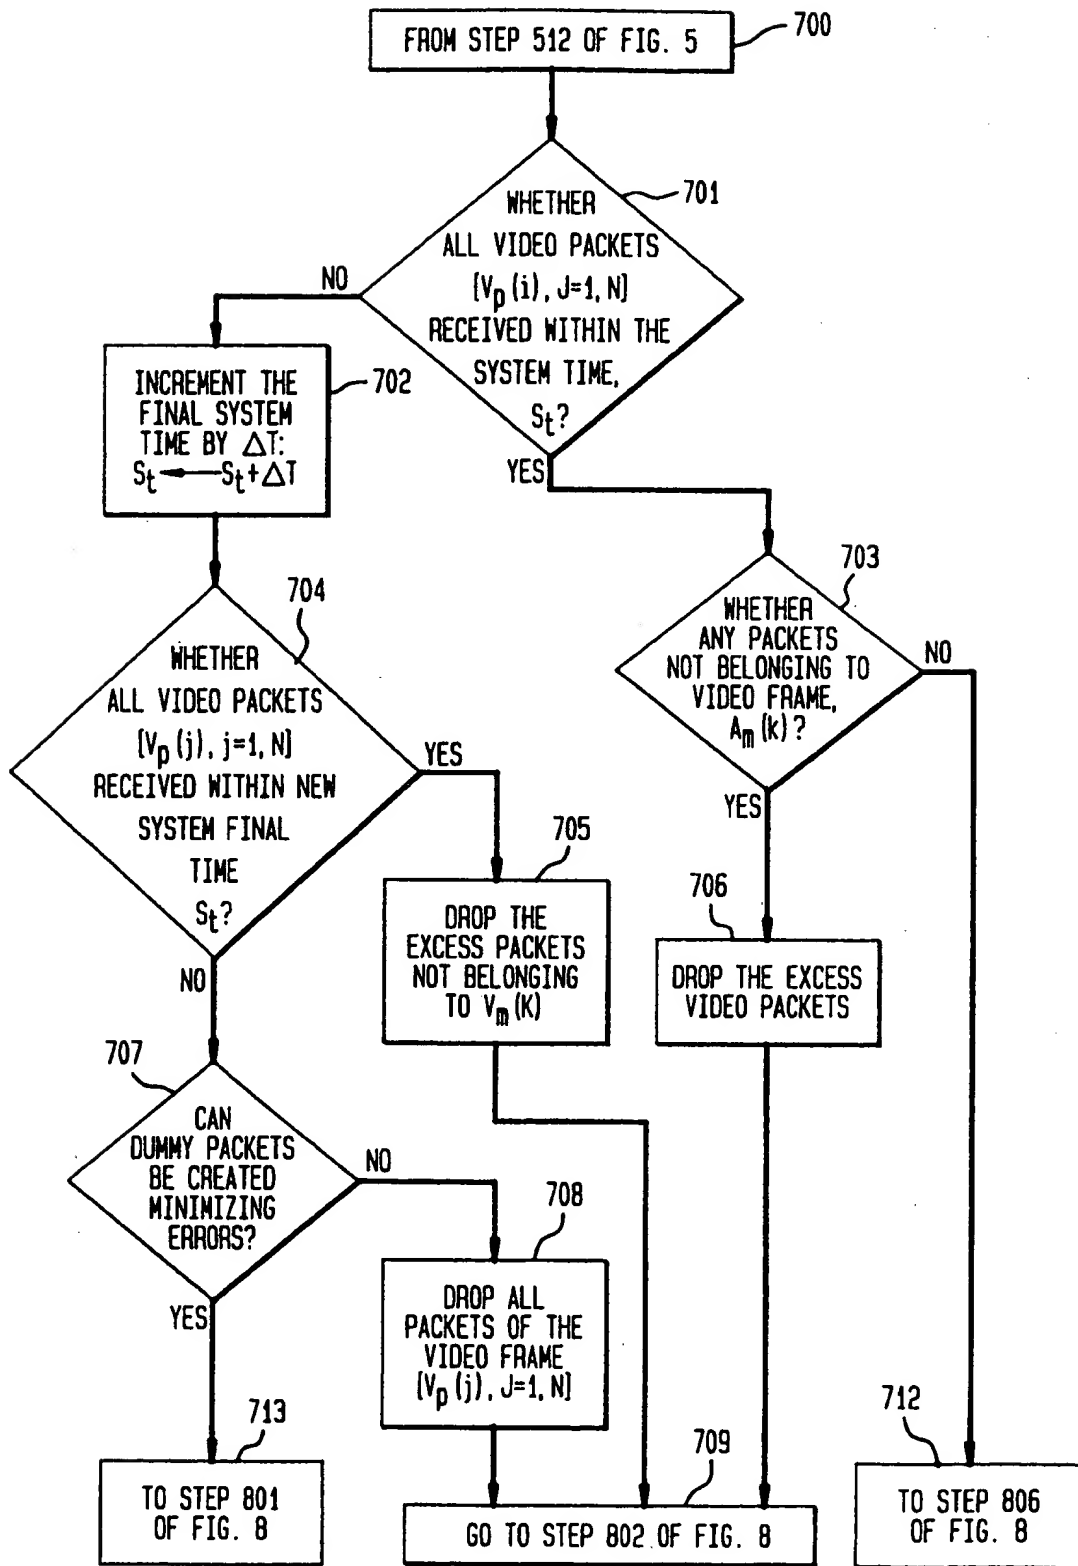 FROM STEP 512 OF FIG. 5
700
WHETHER
ALL VIDEO PACKETS
[Vp(i), J=1, N]
RECEIVED WITHIN THE
SYSTEM TIME,
St?
701
NO
YES
INCREMENT THE
FINAL SYSTEM
TIME BY ΔT:
St ← St+ΔT
702
703
WHETHER
ANY PACKETS
NOT BELONGING TO
VIDEO FRAME,
Am(k)?
NO
YES
704
WHETHER
ALL VIDEO PACKETS
[Vp(j), j=1, N]
RECEIVED WITHIN NEW
SYSTEM FINAL
TIME
St?
YES
NO
705
DROP THE
EXCESS PACKETS
NOT BELONGING
TO Vm(K)
706
DROP THE EXCESS
VIDEO PACKETS
707
CAN
DUMMY PACKETS
BE CREATED
MINIMIZING
ERRORS?
NO
YES
708
DROP ALL
PACKETS OF THE
VIDEO FRAME
[Vp(j), J=1, N]
713
TO STEP 801
OF FIG. 8
709
GO TO STEP 802 OF FIG. 8
712
TO STEP 806
OF FIG. 8